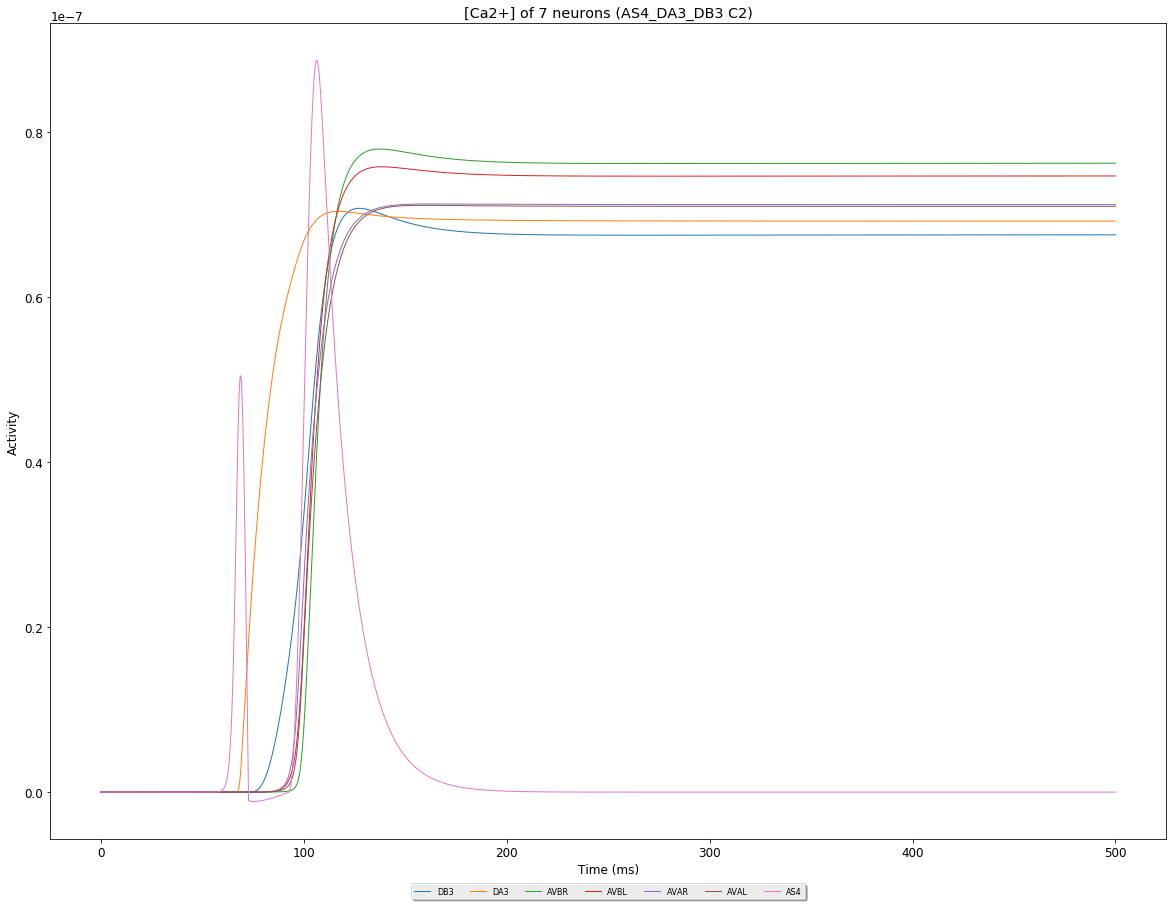 [Ca2+] of 7 neurons (AS4_DA3_DB3 C2)
1e−7
0.8
0.6
0.4
0.2
0.0
Activity
0 100 200 300 400 500
Time (ms)
DB3 DA3 AVBR AVBL AVAR AVAL AS4